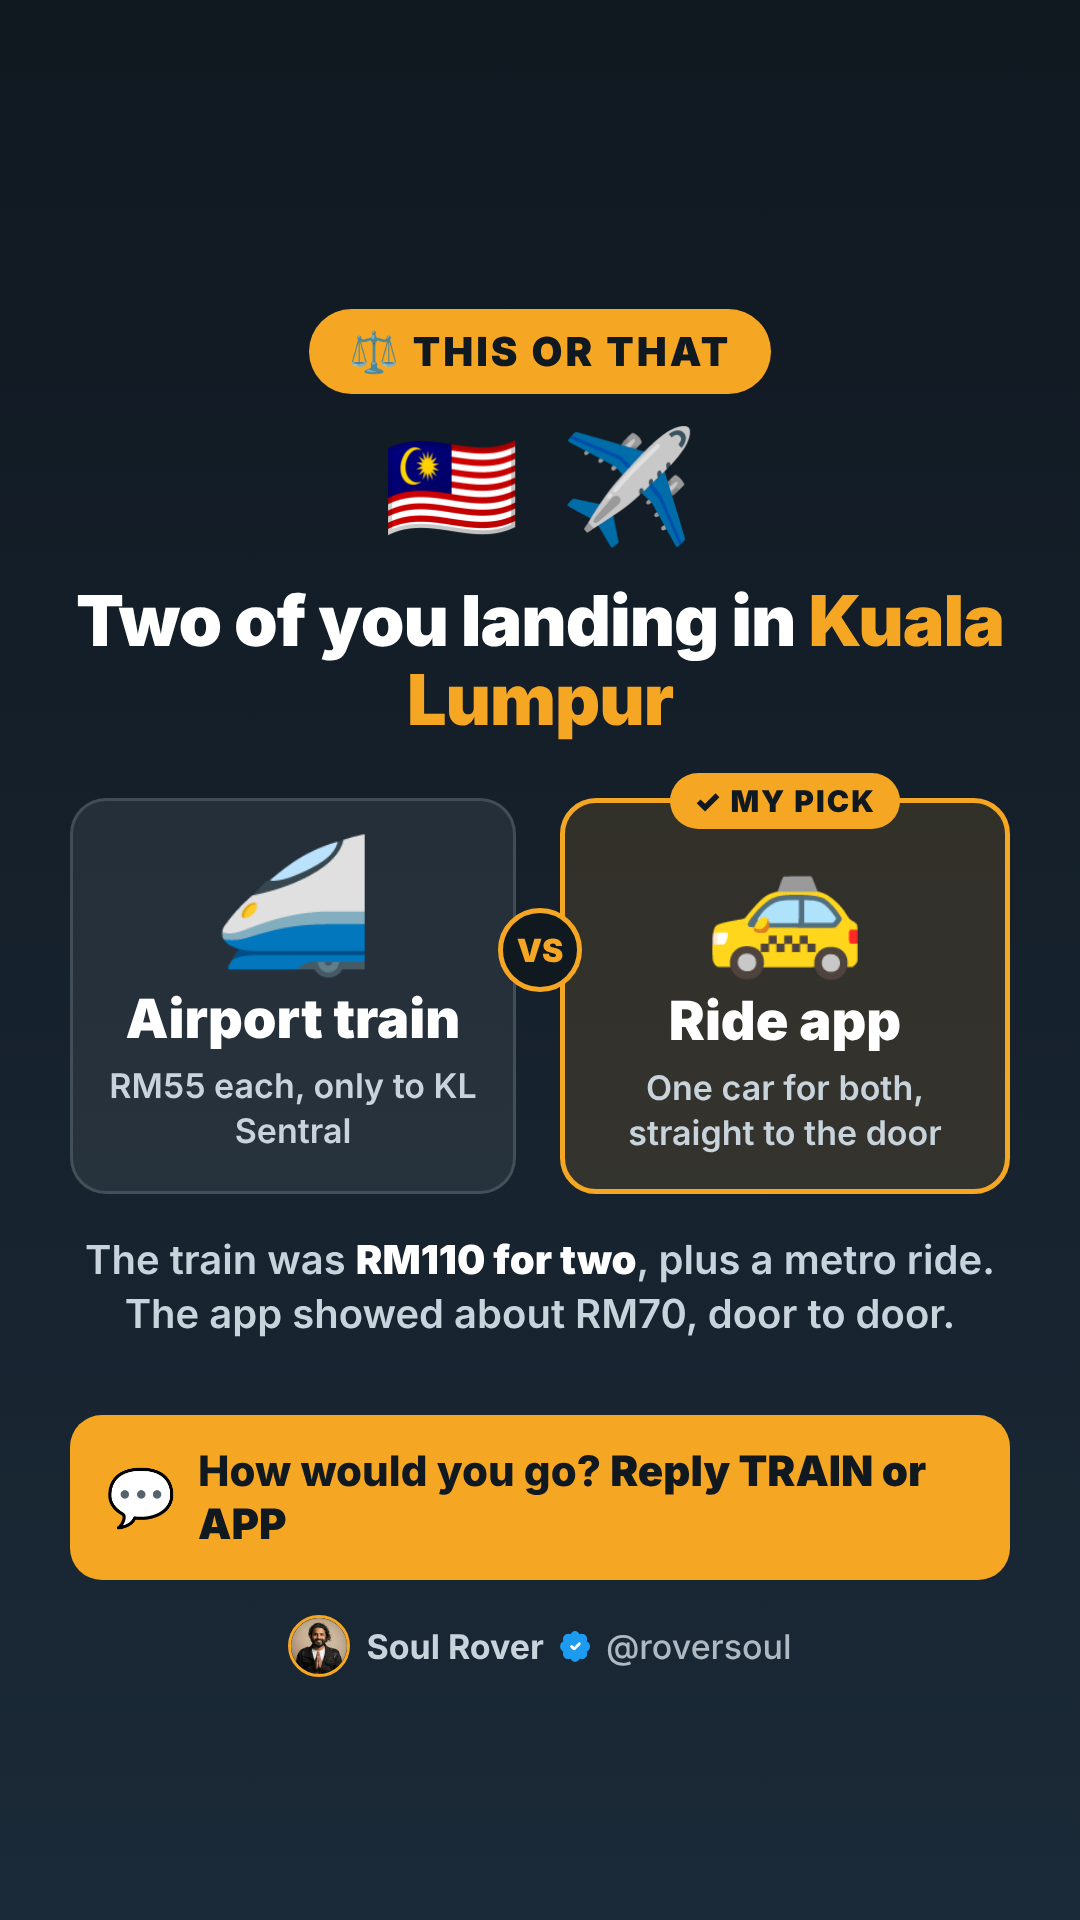 THIS OR THAT
Two of you landing in Kuala
Lumpur
MY PICK
Airport train
RM55 each, only to KL
Sentral
VS
Ride app
One car for both,
straight to the door
The train was RM110 for two, plus a metro ride.
The app showed about RM70, door to door.
How would you go? Reply TRAIN or
APP
Soul Rover @roversoul